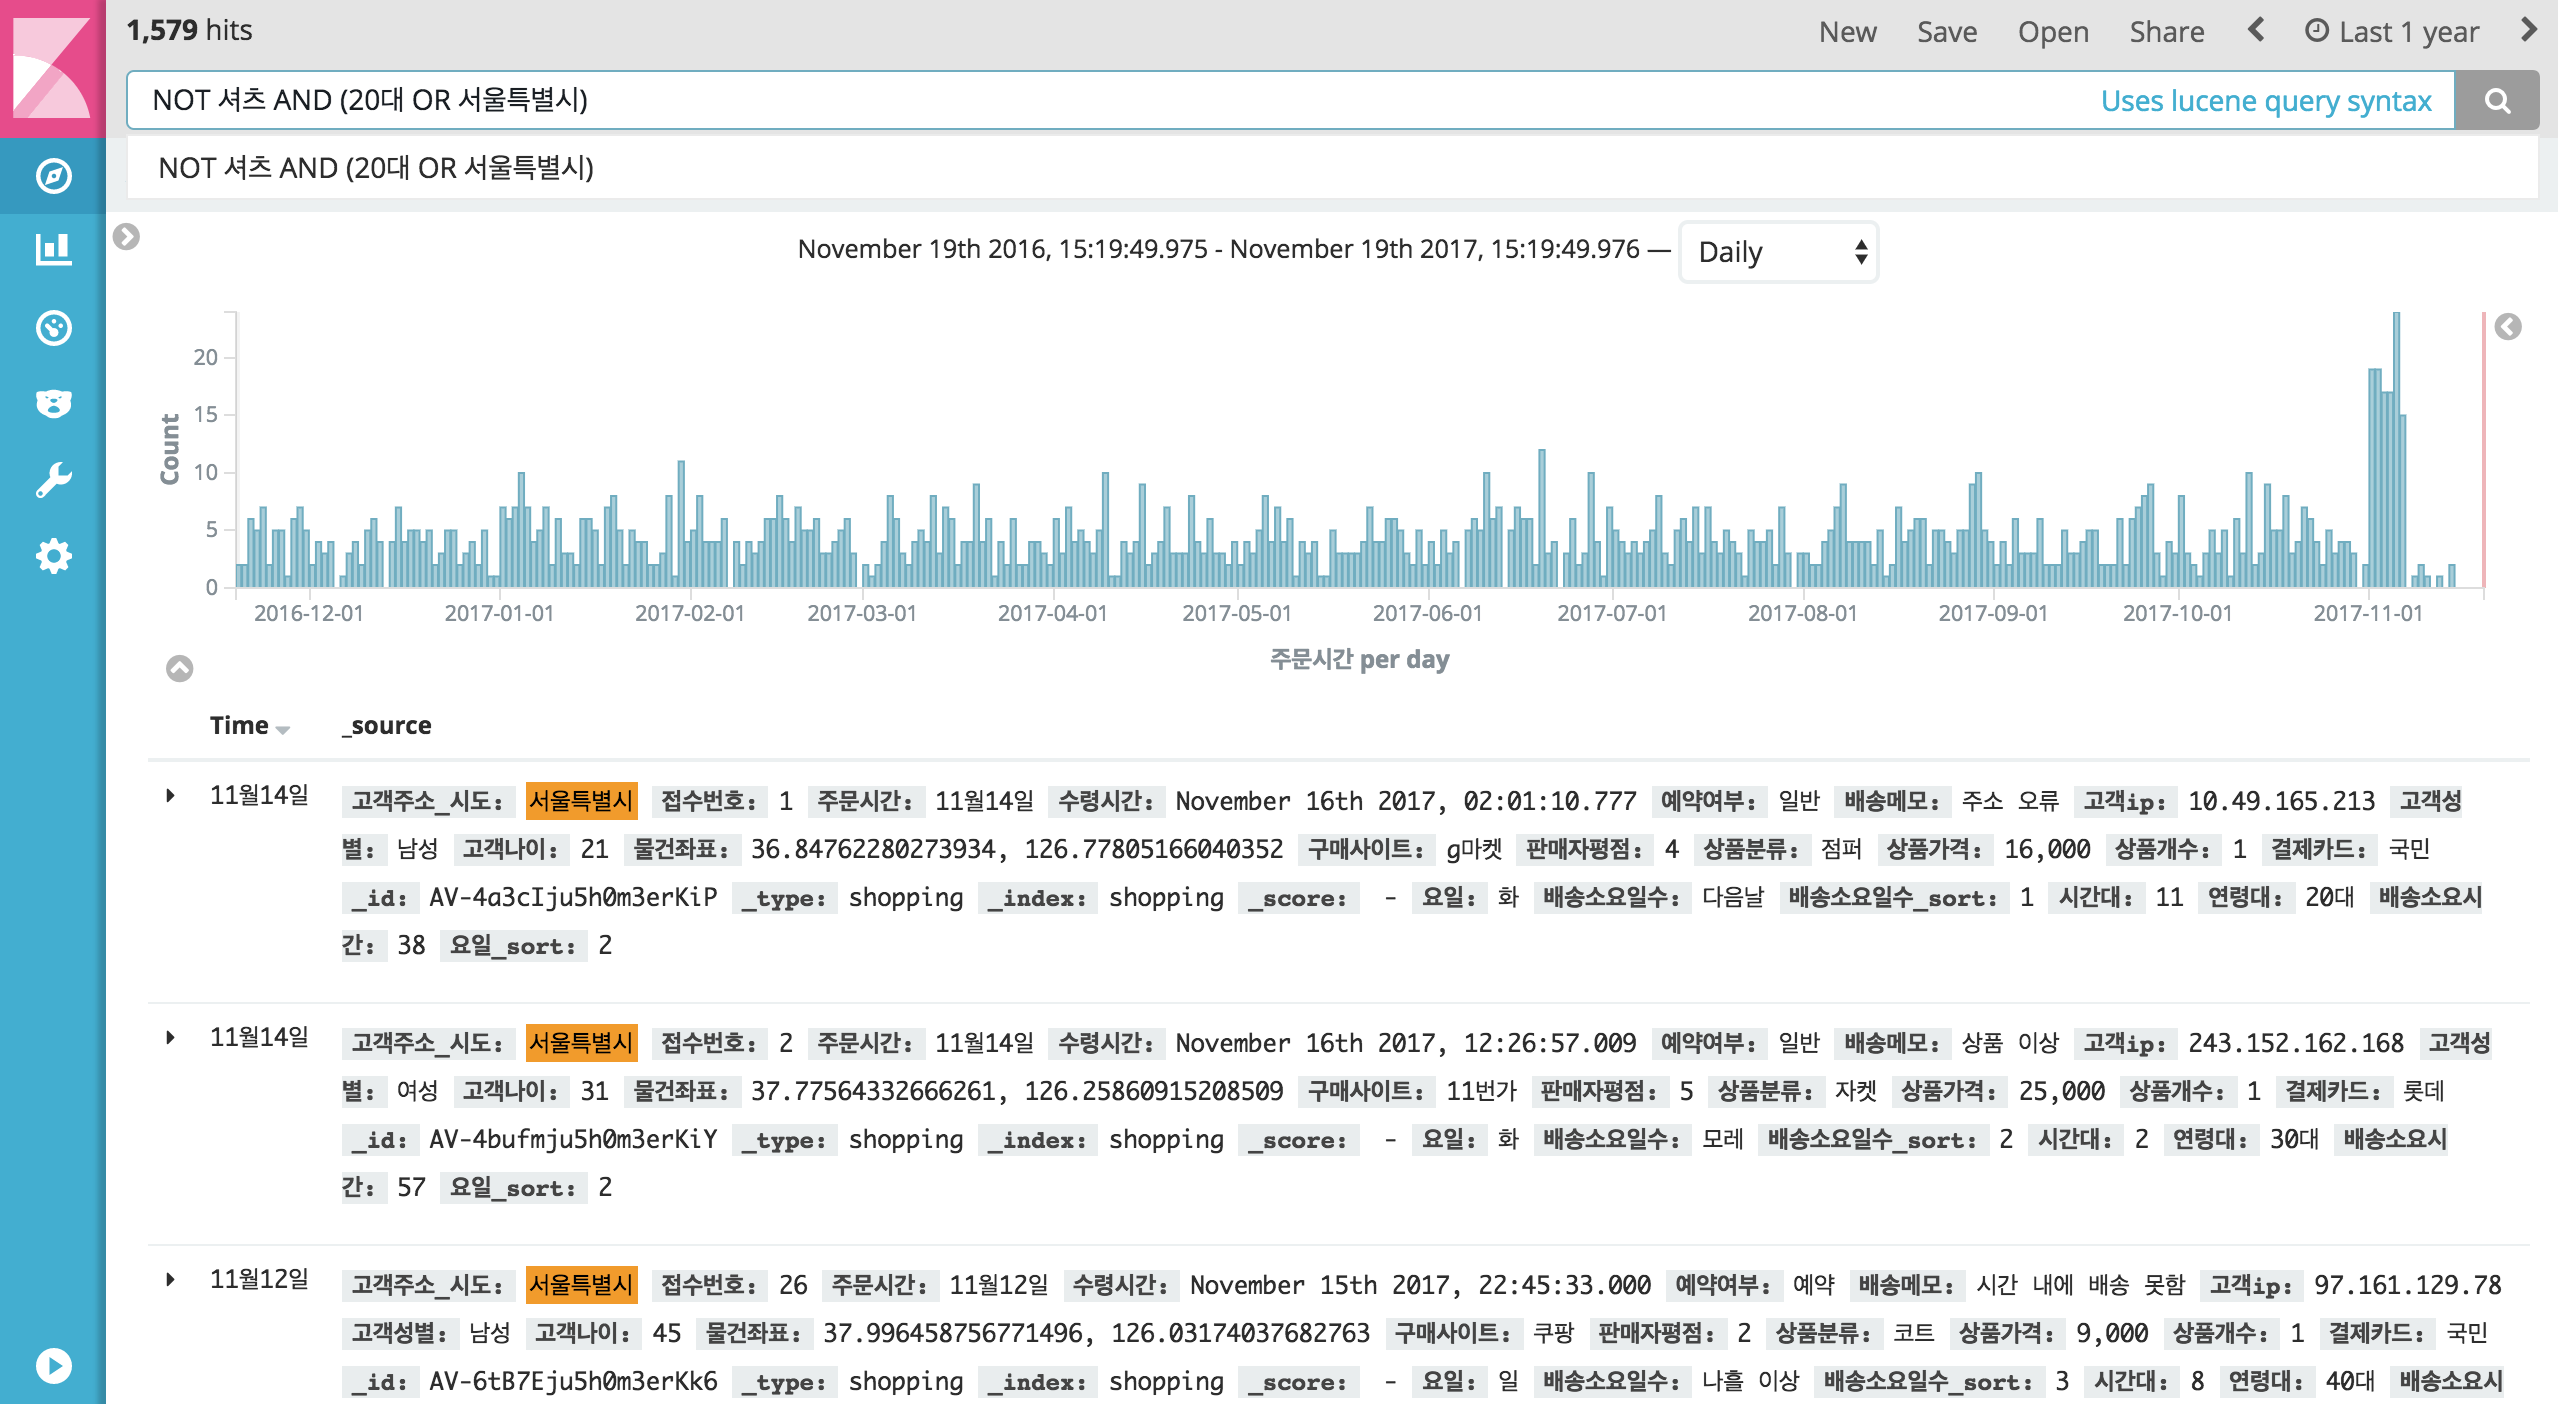 1,579 hits
New Save Open Share Last 1 year
NOT 셔츠 AND (20대 OR 서울특별시) Uses lucene query syntax
NOT 셔츠 AND (20대 OR 서울특별시)
November 19th 2016, 15:19:49.975 - November 19th 2017, 15:19:49.976 — Daily
Count
20
15
10
5
0
2016-12-01 2017-01-01 2017-02-01 2017-03-01 2017-04-01 2017-05-01 2017-06-01 2017-07-01 2017-08-01 2017-09-01 2017-10-01 2017-11-01
주문시간 per day
Time _source
11월14일 고객주소_시도: 서울특별시 접수번호: 1 주문시간: 11월14일 수령시간: November 16th 2017, 02:01:10.777 예약여부: 일반 배송메모: 주소 오류 고객ip: 10.49.165.213 고객성
별: 남성 고객나이: 21 물건좌표: 36.84762280273934, 126.77805166040352 구매사이트: g마켓 판매자평점: 4 상품분류: 점퍼 상품가격: 16,000 상품개수: 1 결제카드: 국민
_id: AV-4a3cIju5h0m3erKiP _type: shopping _index: shopping _score: - 요일: 화 배송소요일수: 다음날 배송소요일수_sort: 1 시간대: 11 연령대: 20대 배송소요시
간: 38 요일_sort: 2
11월14일 고객주소_시도: 서울특별시 접수번호: 2 주문시간: 11월14일 수령시간: November 16th 2017, 12:26:57.009 예약여부: 일반 배송메모: 상품 이상 고객ip: 243.152.162.168 고객성
별: 여성 고객나이: 31 물건좌표: 37.77564332666261, 126.25860915208509 구매사이트: 11번가 판매자평점: 5 상품분류: 자켓 상품가격: 25,000 상품개수: 1 결제카드: 롯데
_id: AV-4bufmju5h0m3erKiY _type: shopping _index: shopping _score: - 요일: 화 배송소요일수: 모레 배송소요일수_sort: 2 시간대: 2 연령대: 30대 배송소요시
간: 57 요일_sort: 2
11월12일 고객주소_시도: 서울특별시 접수번호: 26 주문시간: 11월12일 수령시간: November 15th 2017, 22:45:33.000 예약여부: 예약 배송메모: 시간 내에 배송 못함 고객ip: 97.161.129.78
고객성별: 남성 고객나이: 45 물건좌표: 37.996458756771496, 126.03174037682763 구매사이트: 쿠팡 판매자평점: 2 상품분류: 코트 상품가격: 9,000 상품개수: 1 결제카드: 국민
_id: AV-6tB7Eju5h0m3erKk6 _type: shopping _index: shopping _score: - 요일: 일 배송소요일수: 나흘 이상 배송소요일수_sort: 3 시간대: 8 연령대: 40대 배송소요시